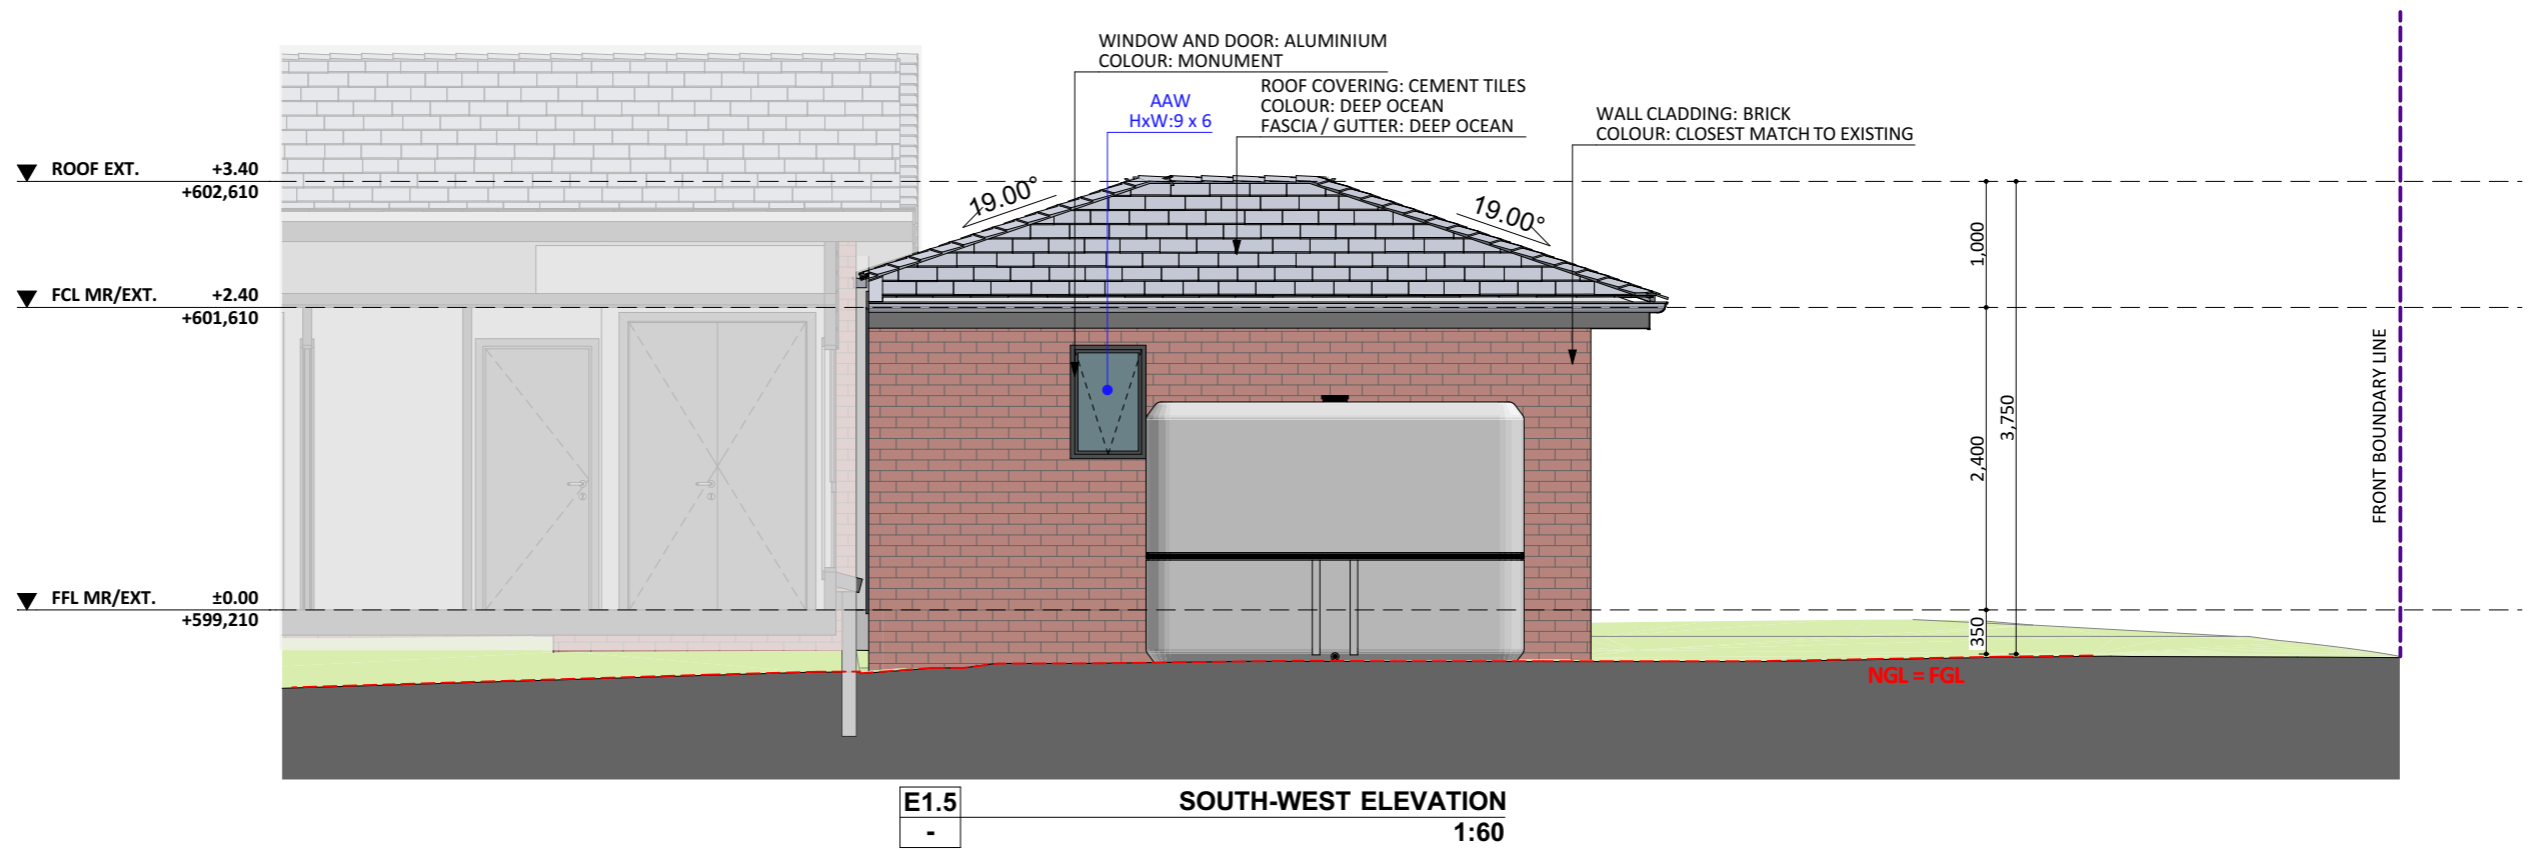 WINDOW AND DOOR: ALUMINIUM
COLOUR: MONUMENT
AAW
HxW:9 x 6
ROOF COVERING: CEMENT TILES
COLOUR: DEEP OCEAN
FASCIA / GUTTER: DEEP OCEAN
WALL CLADDING: BRICK
COLOUR: CLOSEST MATCH TO EXISTING
ROOF EXT. +3.40
+602,610
19.00°
19.00°
1,000
FCL MR/EXT. +2.40
+601,610
FRONT BOUNDARY LINE
3,750
2,400
FFL MR/EXT. ±0.00
+599,210
350
NGL = FGL
E1.5 SOUTH-WEST ELEVATION
- 1:60